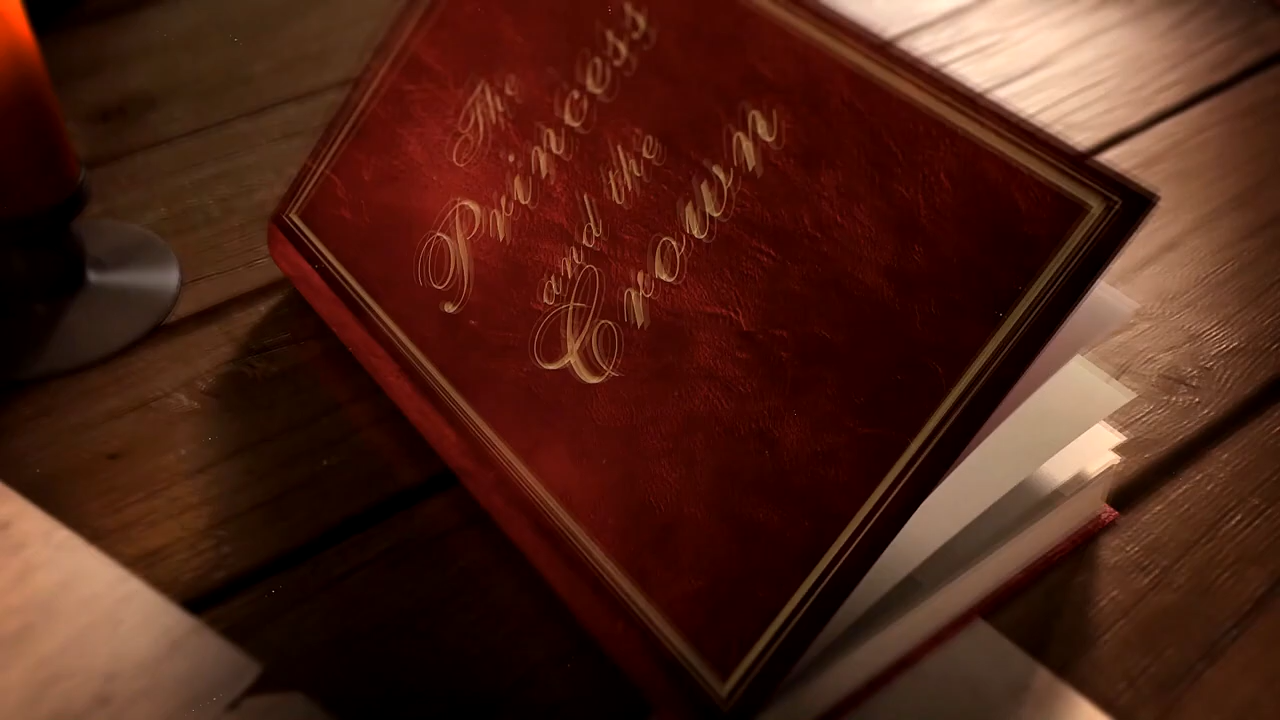 The
Princess
and the
Crown